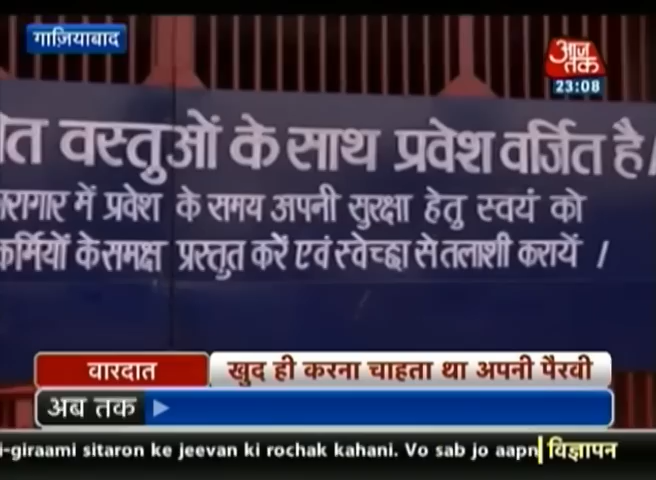 गाज़ियाबाद
आज तक
23:08
वस्तुओं के साथ प्रवेश वर्जित है/
में प्रवेश के समय अपनी सुरक्षा हेतु स्वयं को
के समक्ष प्रस्तुत करें एवं स्वेच्छा से तलाशी करायें /
वारदात
खुद ही करना चाहता था अपनी पैरवी
अब तक
i-giraami sitaron ke jeevan ki rochak kahani. Vo sab jo aapn
विज्ञापन